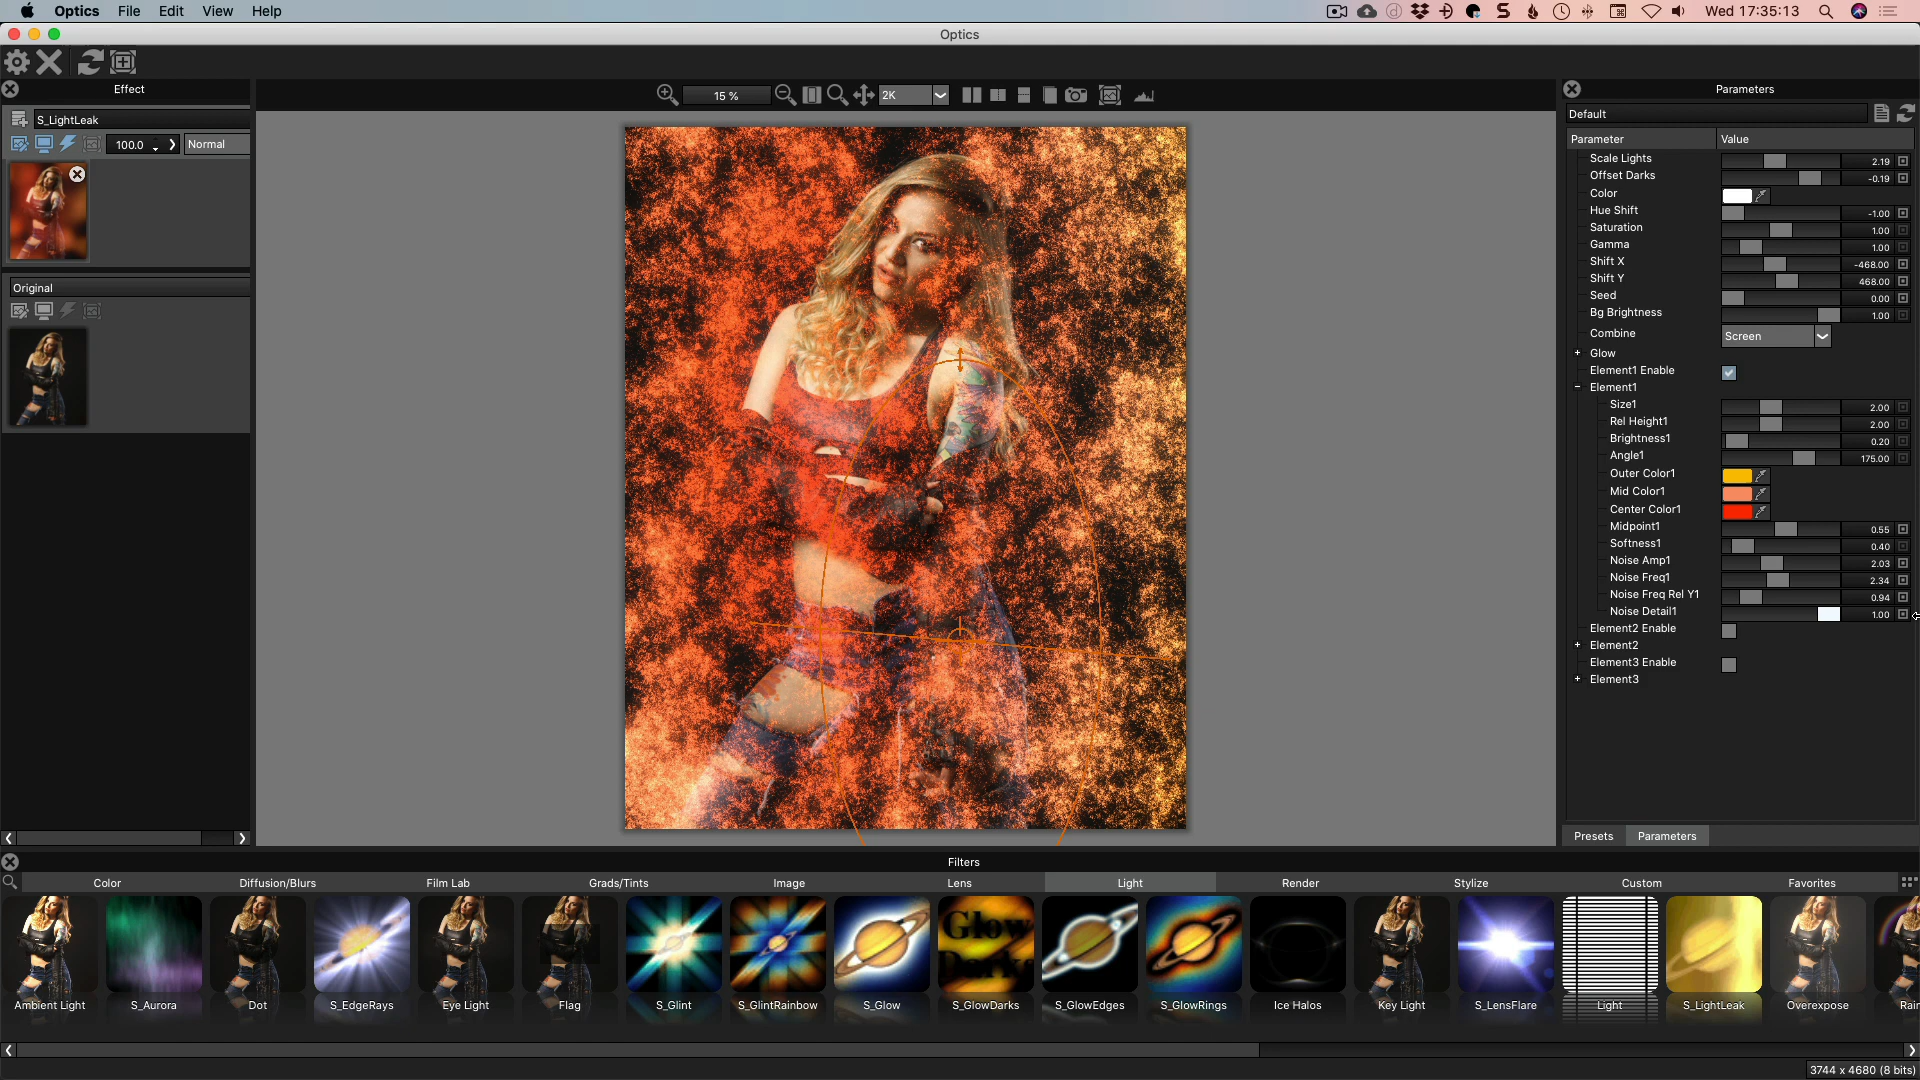 Optics File Edit View Help Wed 17:35:13
Optics
Effect
S_LightLeak
100.0 Normal
Original
15 % 2K
Parameters
Default
Parameter Value
Scale Lights 2.19
Offset Darks -0.19
Color
Hue Shift -1.00
Saturation 1.00
Gamma 1.00
Shift X -468.00
Shift Y 468.00
Seed 0.00
Bg Brightness 1.00
Combine Screen
+ Glow
Element1 Enable
- Element1
Size1 2.00
Rel Height1 2.00
Brightness1 0.20
Angle1 175.00
Outer Color1
Mid Color1
Center Color1
Midpoint1 0.55
Softness1 0.40
Noise Amp1 2.03
Noise Freq1 2.34
Noise Freq Rel Y1 0.94
Noise Detail1 1.00
Element2 Enable
+ Element2
Element3 Enable
+ Element3
Presets Parameters
Filters
Color Diffusion/Blurs Film Lab Grads/Tints Image Lens Light Render Stylize Custom Favorites
Glow
Dark
Ambient Light S_Aurora Dot S_EdgeRays Eye Light Flag S_Glint S_GlintRainbow S_Glow S_GlowDarks S_GlowEdges S_GlowRings Ice Halos Key Light S_LensFlare Light S_LightLeak Overexpose Rai
3744 x 4680 (8 bits)